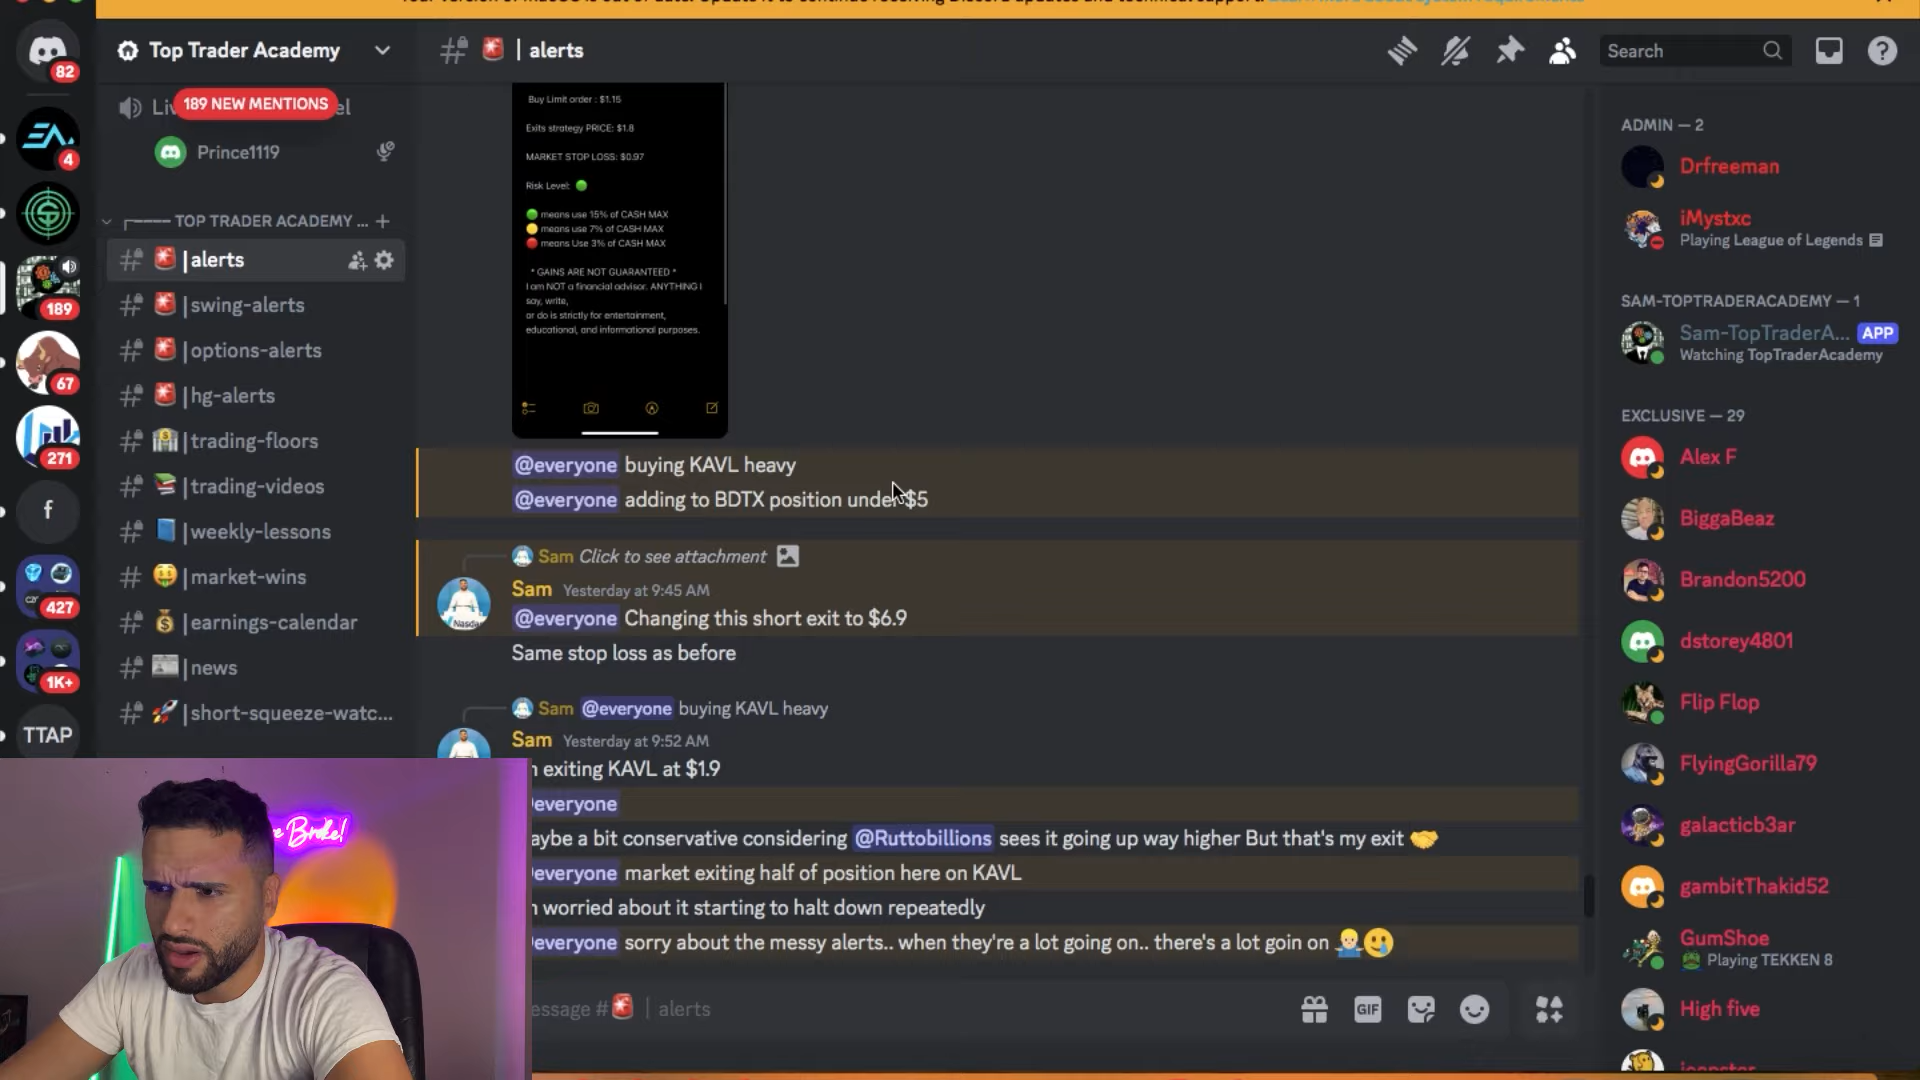 82
Top Trader Academy
| alerts
Search
189 NEW MENTIONS
Prince1119
4
TOP TRADER ACADEMY ...
|alerts
|swing-alerts
|options-alerts
|hg-alerts
|trading-floors
|trading-videos
|weekly-lessons
|market-wins
|earnings-calendar
|news
|short-squeeze-watc...
189
67
271
f
427
1K+
TTAP
Buy Limit order : $1.15
Exits strategy PRICE: $1.8
MARKET STOP LOSS: $0.97
Risk Level:
means use 15% of CASH MAX
means use 7% of CASH MAX
means Use 3% of CASH MAX
* GAINS ARE NOT GUARANTEED *
I am NOT a financial advisor. ANYTHING I
say, write,
or do is strictly for entertainment,
educational, and informational purposes.
@everyone buying KAVL heavy
@everyone adding to BDTX position under $5
Sam Click to see attachment
Sam Yesterday at 9:45 AM
@everyone Changing this short exit to $6.9
Same stop loss as before
Sam @everyone buying KAVL heavy
Sam Yesterday at 9:52 AM
exiting KAVL at $1.9
everyone
aybe a bit conservative considering @Ruttobillions sees it going up way higher But that's my exit 🤝
everyone market exiting half of position here on KAVL
worried about it starting to halt down repeatedly
everyone sorry about the messy alerts.. when they're a lot going on.. there's a lot goin on
essage # | alerts
GIF
ADMIN — 2
Drfreeman
iMystxc
Playing League of Legends
SAM-TOPTRADERACADEMY — 1
Sam-TopTraderA... APP
Watching TopTraderAcademy
EXCLUSIVE — 29
Alex F
BiggaBeaz
Brandon5200
dstorey4801
Flip Flop
FlyingGorilla79
galacticb3ar
gambitThakid52
GumShoe
Playing TEKKEN 8
High five
Broke!